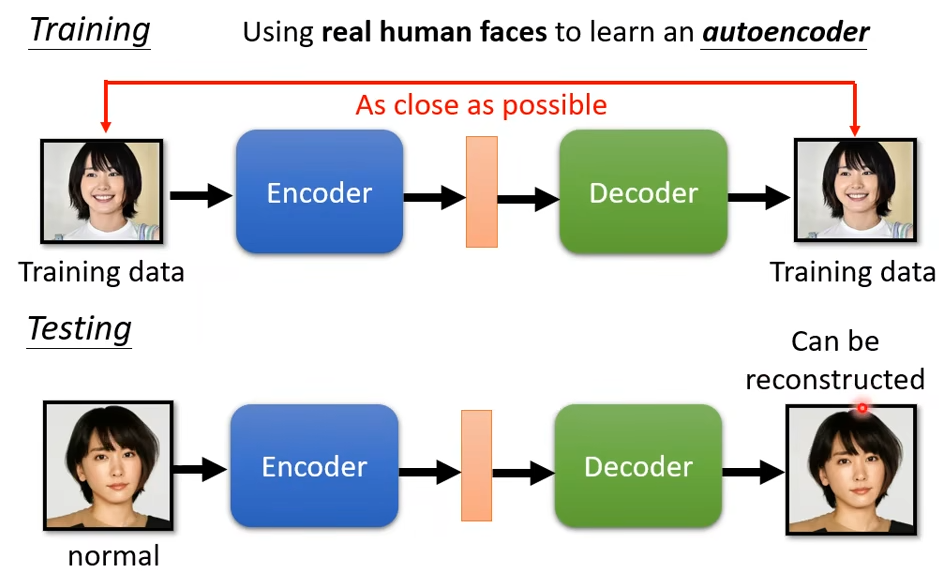 Training
Using real human faces to learn an autoencoder
As close as possible
Encoder
Decoder
Training data
Training data
Testing
Can be
reconstructed
Encoder
Decoder
normal